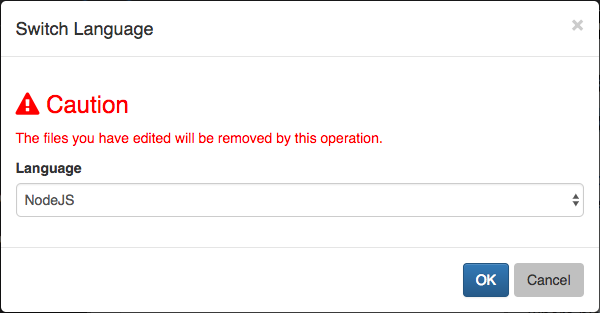 Switch Language
×
Caution
The files you have edited will be removed by this operation.
Language
NodeJS
OK Cancel